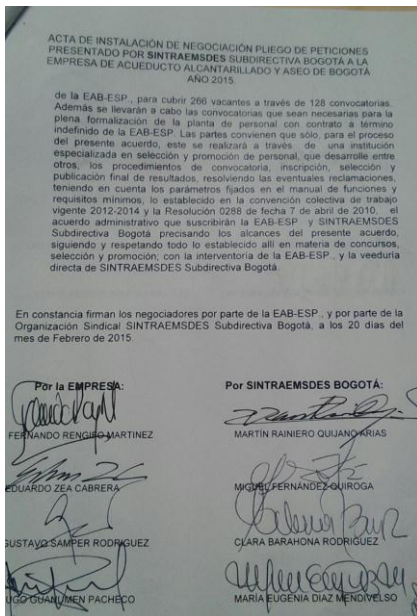 ACTA DE INSTALACIÓN DE NEGOCIACIÓN PLIEGO DE PETICIONES
PRESENTADO POR SINTRAEMSDES SUBDIRECTIVA BOGOTÁ A LA
EMPRESA DE ACUEDUCTO ALCANTARILLADO Y ASEO DE BOGOTÁ
AÑO 2015.
de la EAB-ESP., para cubrir 266 vacantes a través de 128 convocatorias.
Además se llevarán a cabo las convocatorias que sean necesarias para la
plena formalización de la planta de personal con contrato a término
indefinido de la EAB-ESP. Las partes convienen que sólo, para el proceso
del presente acuerdo, este se realizará a través de una institución
especializada en selección y promoción de personal, que desarrolle entre
otros, los procedimientos de convocatoria, inscripción, selección y
publicación final de resultados, resolviendo las eventuales reclamaciones,
teniendo en cuenta los parámetros fijados en el manual de funciones y
requisitos mínimos, lo establecido en la convención colectiva de trabajo
vigente 2012-2014 y la Resolución 0288 de fecha 7 de abril de 2010, el
acuerdo administrativo que suscribirán la EAB-ESP y SINTRAEMSDES
Subdirectiva Bogotá precisando los alcances del presente acuerdo,
siguiendo y respetando todo lo establecido allí en materia de concursos,
selección y promoción; con la interventoría de la EAB-ESP., y la veeduría
directa de SINTRAEMSDES Subdirectiva Bogotá.
En constancia firman los negociadores por parte de la EAB-ESP., y por parte de la
Organización Sindical SINTRAEMSDES Subdirectiva Bogotá, a los 20 días del
mes de Febrero de 2015.
Por la EMPRESA: Por SINTRAEMSDES BOGOTÁ:
FERNANDO RENGIFO MARTINEZ MARTÍN RAINIERO QUIJANO ARIAS
EDUARDO ZEA CABRERA MIGUEL FERNÁNDEZ QUIROGA
GUSTAVO SAMPER RODRÍGUEZ CLARA BARAHONA RODRÍGUEZ
UGO GUANUMEN PACHECO MARÍA EUGENIA DIAZ MENDIVELSO